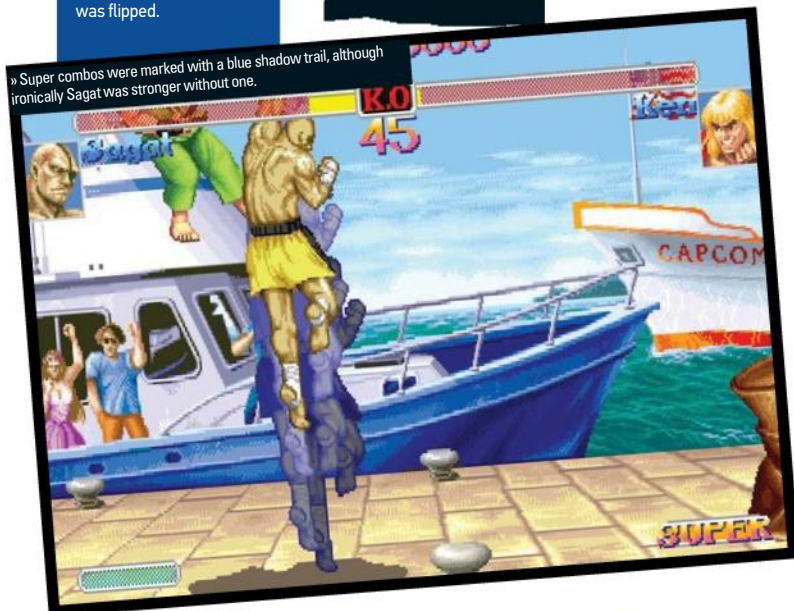 was flipped.
» Super combos were marked with a blue shadow trail, although
ironically Sagat was stronger without one.
K.O
45
Sagat
Ken
CAPCOM
SUPER